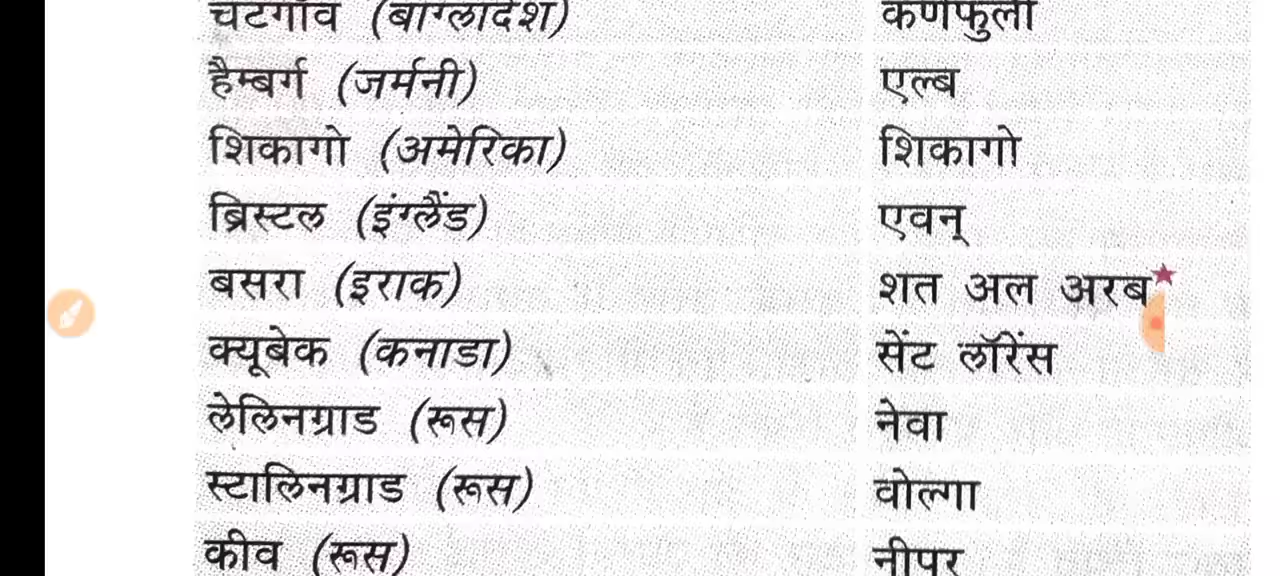 चटगाँव (बांग्लादेश) कर्णफुली
हैम्बर्ग (जर्मनी) एल्ब
शिकागो (अमेरिका) शिकागो
ब्रिस्टल (इंग्लैंड) एवन्
बसरा (इराक) शत अल अरब
क्यूबेक (कनाडा) सेंट लॉरेंस
लेलिनग्राड (रूस) नेवा
स्टालिनग्राड (रूस) वोल्गा
कीव (रूस) नीपर